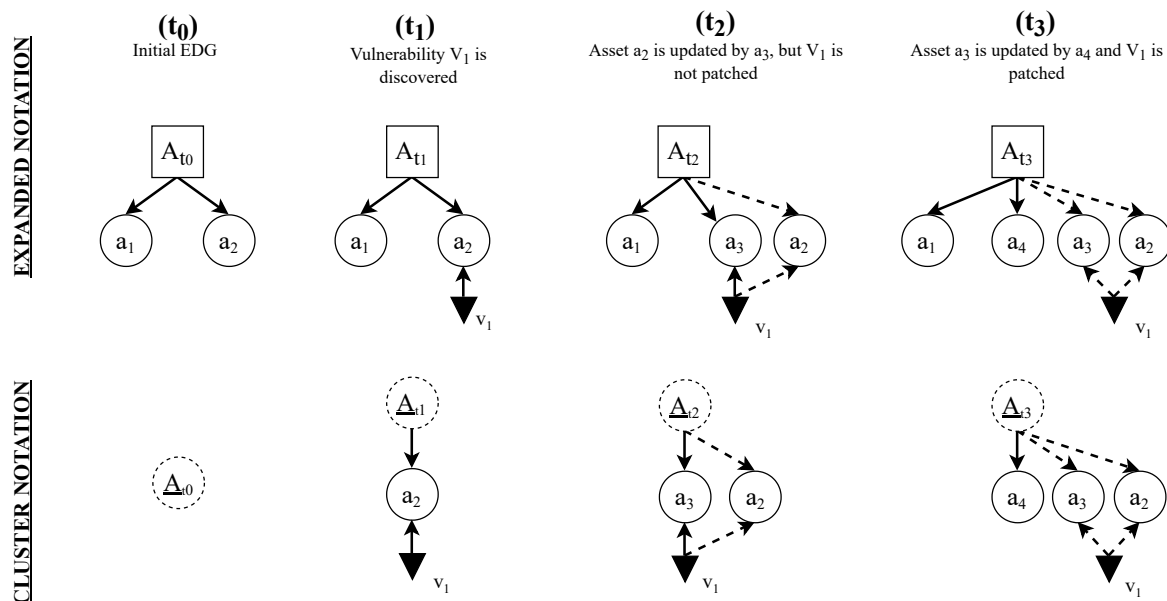 (t0)
Initial EDG
(t1)
Vulnerability V1 is
discovered
(t2)
Asset a2 is updated by a3, but V1 is
not patched
(t3)
Asset a3 is updated by a4 and V1 is
patched
EXPANDED NOTATION
At0
a1
a2
At1
a1
a2
v1
At2
a1
a3
a2
v1
At3
a1
a4
a3
a2
v1
CLUSTER NOTATION
At0
At1
a2
v1
At2
a3
a2
v1
At3
a4
a3
a2
v1